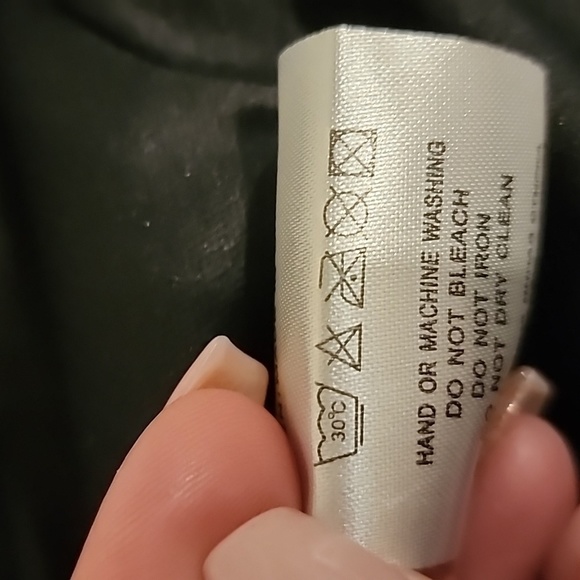 30°C
HAND OR MACHINE WASHING
DO NOT BLEACH
DO NOT IRON
NOT DRY CLEAN